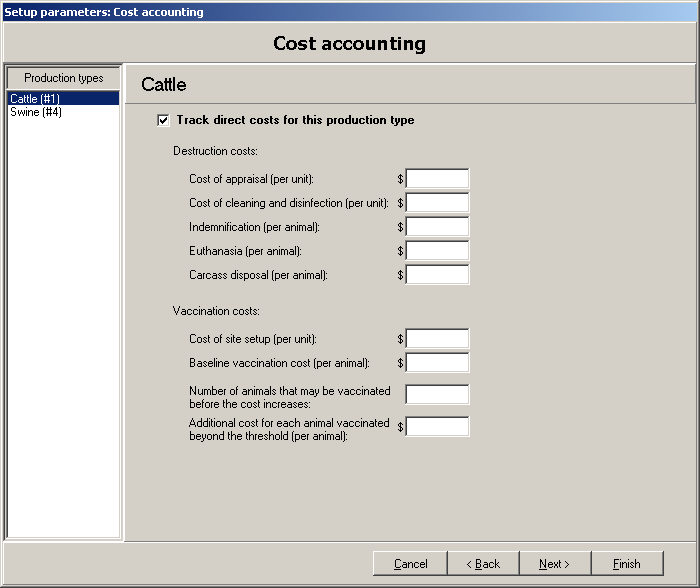 Setup parameters: Cost accounting
Cost accounting
Production types
Cattle (#1)
Swine (#4)
Cattle
Track direct costs for this production type
Destruction costs:
Cost of appraisal (per unit): $
Cost of cleaning and disinfection (per unit): $
Indemnification (per animal): $
Euthanasia (per animal): $
Carcass disposal (per animal): $
Vaccination costs:
Cost of site setup (per unit): $
Baseline vaccination cost (per animal): $
Number of animals that may be vaccinated
before the cost increases:
Additional cost for each animal vaccinated $
beyond the threshold (per animal):
Cancel < Back Next > Finish